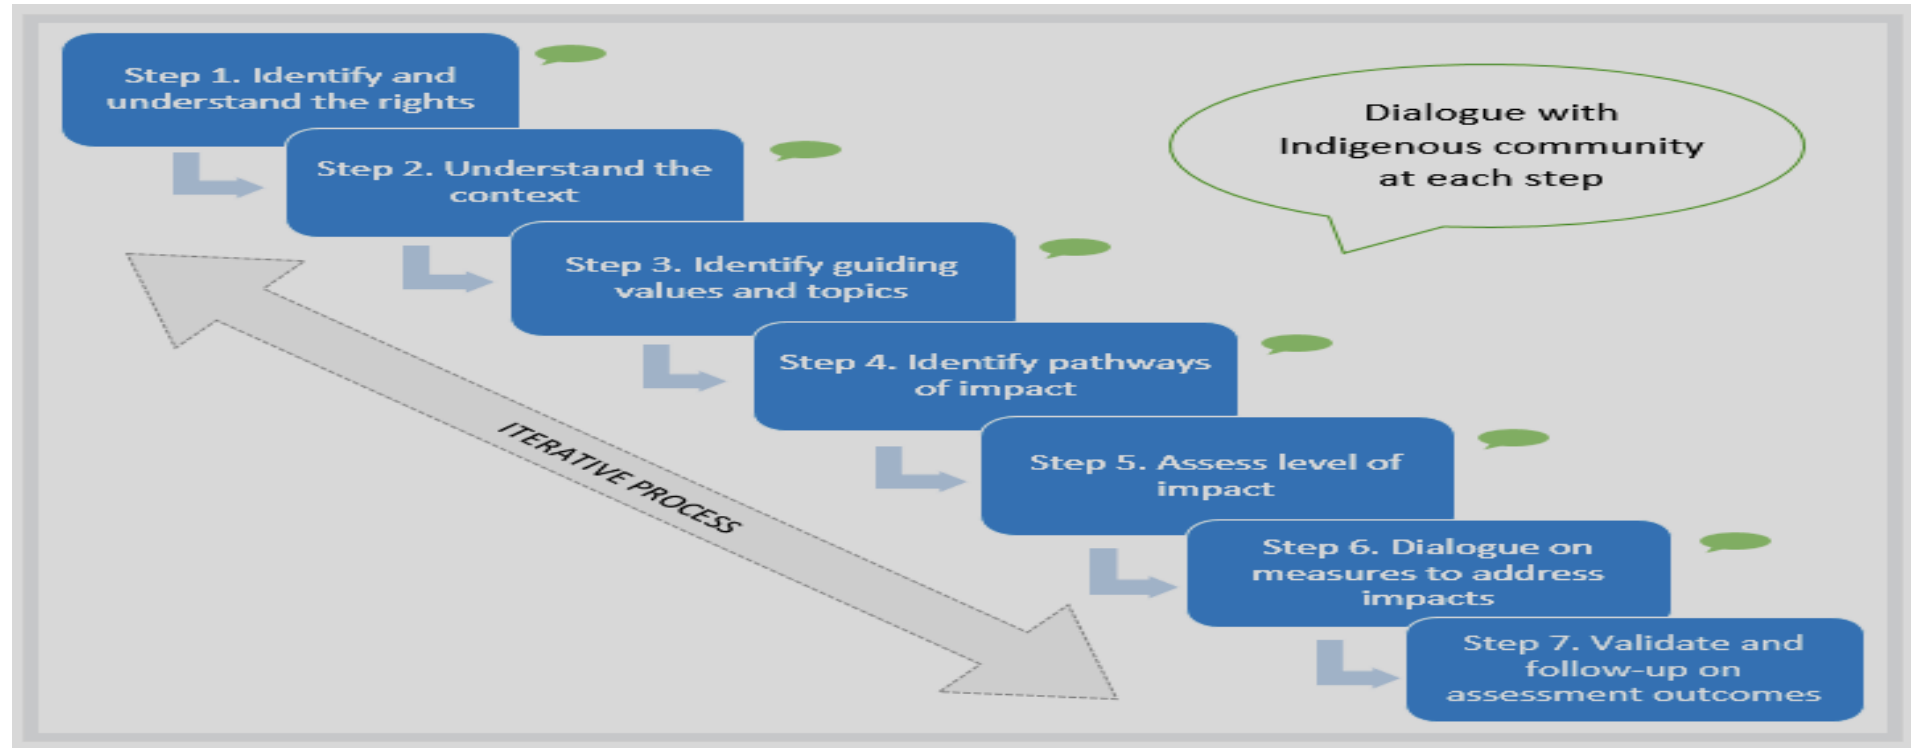 Step 1. Identify and
understand the rights
Step 2. Understand the
context
Step 3. Identify guiding
values and topics
Step 4. Identify pathways
of impact
Step 5. Assess level of
impact
Step 6. Dialogue on
measures to address
impacts
Step 7. Validate and
follow-up on
assessment outcomes
Dialogue with
Indigenous community
at each step
ITERATIVE PROCESS